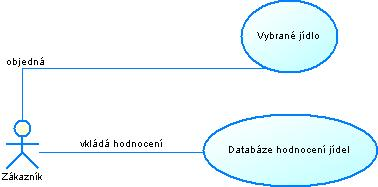 Vybrané jídlo
objedná
vkládá hodnocení
Databáze hodnocení jídel
Zákazník